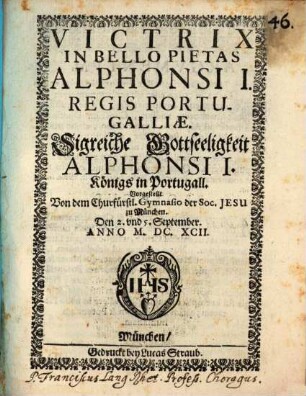 46.
VICTRIX
IN BELLO PIETAS
ALPHONSI I.
REGIS PORTU-
GALLIÆ.
Sigreiche Gottseeligkeit
ALPHONSI I.
Königs in Portugall.
Vorgestellt
Von dem Churfürstl. Gymnasio der Soc. JESU
zu München.
Den 2. vnd 5. September.
ANNO M. DC. XCII.
IHS
München/
Gedruckt bey Lucas Straub.
P. Franciscus Lang Rhet. Profess. Choragus.